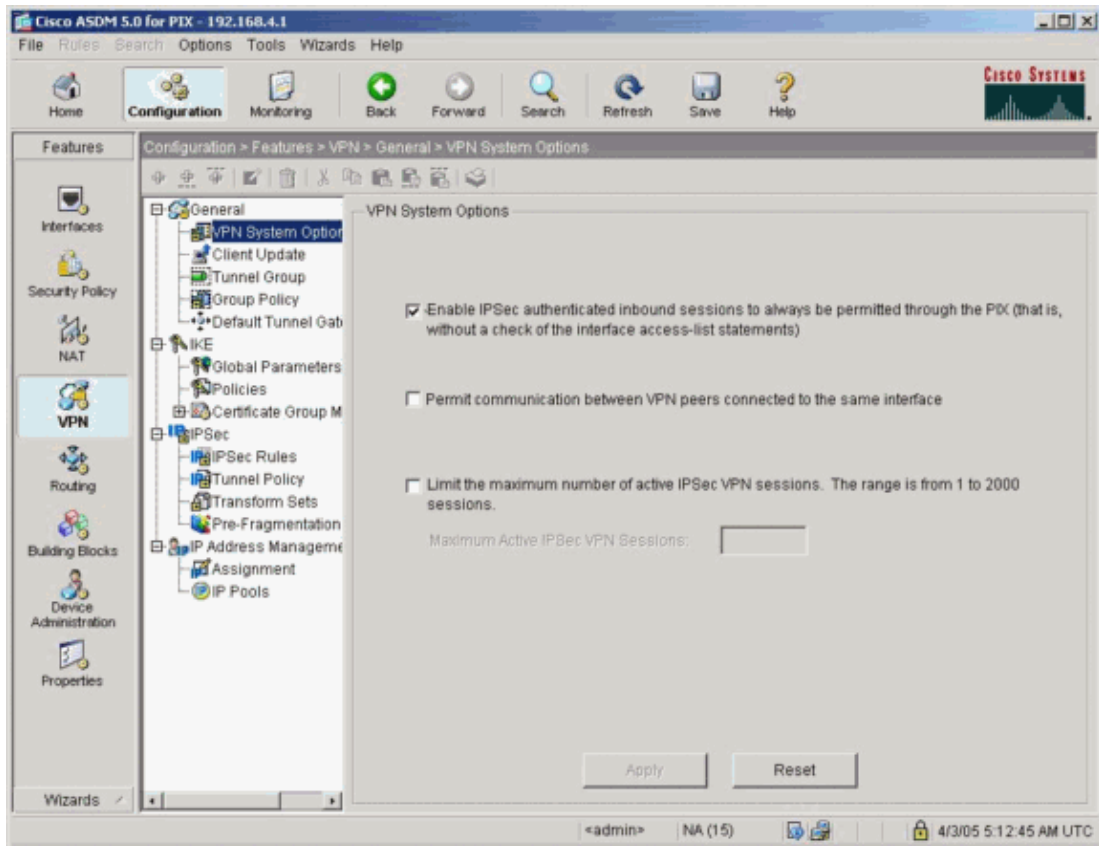 Cisco ASDM 5.0 for PIX - 192.168.4.1
File Rules Search Options Tools Wizards Help
Home Configuration Monitoring Back Forward Search Refresh Save Help
CISCO SYSTEMS
Features
Configuration > Features > VPN > General > VPN System Options
Interfaces
Security Policy
NAT
VPN
Routing
Building Blocks
Device
Administration
Properties
Wizards
General
VPN System Option
Client Update
Tunnel Group
Group Policy
Default Tunnel Gat
IKE
Global Parameters
Policies
Certificate Group M
IPSec
IPSec Rules
Tunnel Policy
Transform Sets
Pre-Fragmentation
IP Address Manageme
Assignment
IP Pools
VPN System Options
Enable IPSec authenticated inbound sessions to always be permitted through the PIX (that is,
without a check of the interface access-list statements)
Permit communication between VPN peers connected to the same interface
Limit the maximum number of active IPSec VPN sessions. The range is from 1 to 2000
sessions.
Maximum Active IPSec VPN Sessions:
Apply Reset
<admin> NA (15) 4/3/05 5:12:45 AM UTC